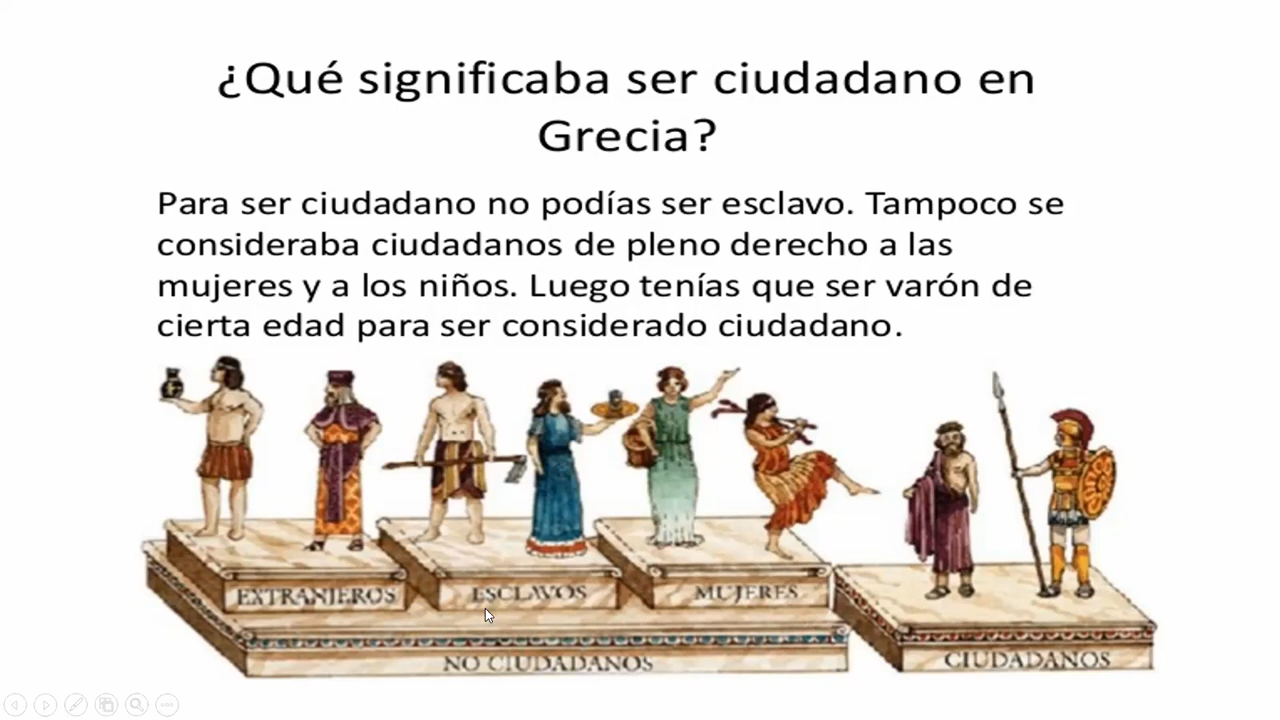 ¿Qué significaba ser ciudadano en
Grecia?
Para ser ciudadano no podías ser esclavo. Tampoco se
consideraba ciudadanos de pleno derecho a las
mujeres y a los niños. Luego tenías que ser varón de
cierta edad para ser considerado ciudadano.
EXTRANJEROS
ESCLAVOS
MUJERES
NO CIUDADANOS
CIUDADANOS